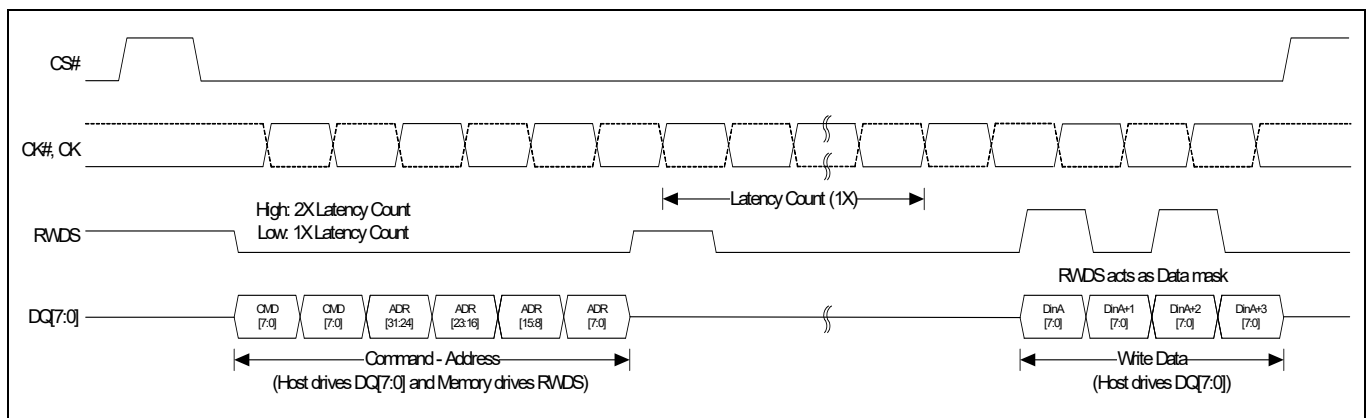 CS#
CK#, CK
Latency Count (1X)
High: 2X Latency Count
Low: 1X Latency Count
RWDS
RWDS acts as Data mask
DQ[7:0]
CMD [7:0]
CMD [7:0]
ADR [31:24]
ADR [23:16]
ADR [15:8]
ADR [7:0]
DinA [7:0]
DinA+1 [7:0]
DinA+2 [7:0]
DinA+3 [7:0]
Command - Address
(Host drives DQ[7:0] and Memory drives RWDS)
Write Data
(Host drives DQ[7:0])